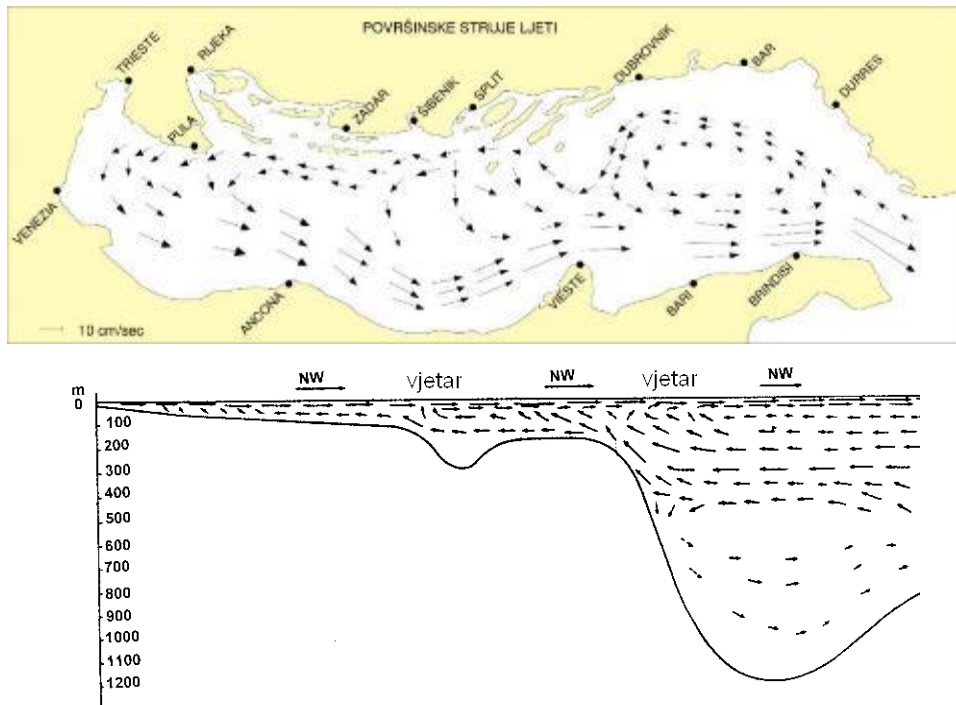 POVRŠINSKE STRUJE LJETI
TRIESTE
RIJEKA
PULA
ZADAR
ŠIBENIK
SPLIT
DUBROVNIK
BAR
DURRES
VENEZIA
ANCONA
VIESTE
BARI
BRINDISI
10 cm/sec
NW vjetar NW vjetar NW
m
0
100
200
300
400
500
600
700
800
900
1000
1100
1200